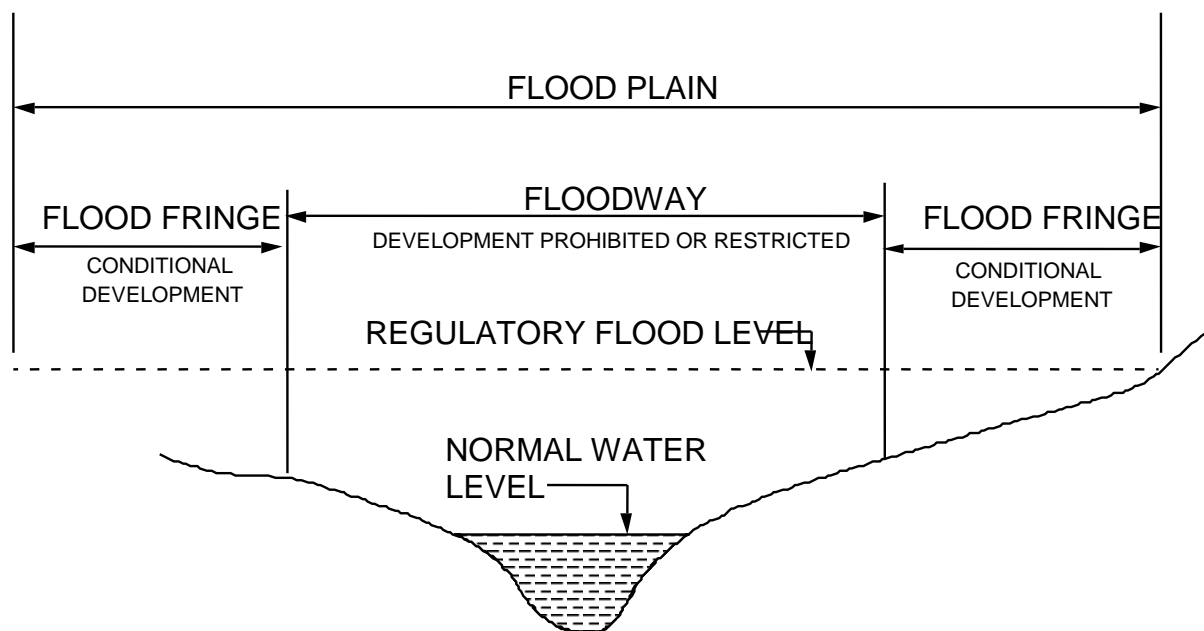 FLOOD PLAIN
FLOODWAY
FLOOD FRINGE
FLOOD FRINGE
DEVELOPMENT PROHIBITED OR RESTRICTED
CONDITIONAL
DEVELOPMENT
CONDITIONAL
DEVELOPMENT
REGULATORY FLOOD LEVEL
NORMAL WATER
LEVEL